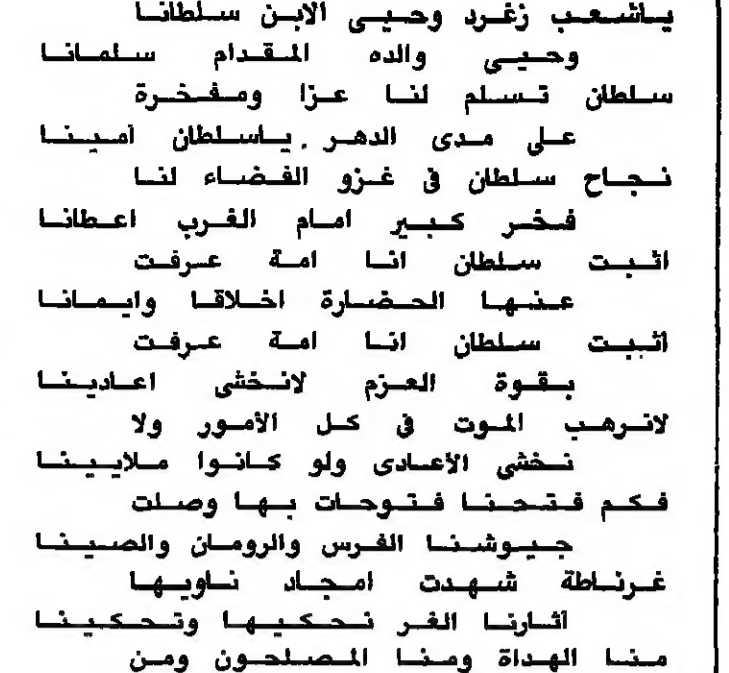 ياشعب زغرد وحيى الابن سلطانا
وحيى والده المقدام سلمانا
سلطان تسلم لنا عزا ومفخرة
على مدى الدهر . ياسلطان آمينا
نجاح سلطان فى غزو الفضاء لنا
فخر كبير امام الغرب اعطانا
اثبت سلطان انا امة عرفت
عنها الحضارة اخلاقا وايمانا
اثبت سلطان انا امة عرفت
بقوة العزم لانخشى اعادينا
لانرهب الموت فى كل الأمور ولا
نخشى الأعادى ولو كانوا ملايينا
فكم فتحنا فتوحات بها وصلت
جيوشنا الفرس والرومان والصينا
غرناطة شهدت امجاد ناويها
آثارنا الغر نحكيها وتحكينا
منا الهداة ومنا المصلحون ومن